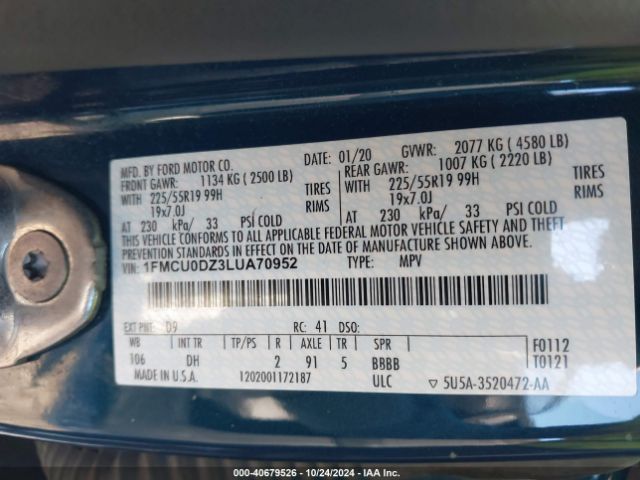 MFD. BY FORD MOTOR CO.
DATE: 01/20 GVWR: 2077 KG ( 4580 LB)
FRONT GAWR: 1134 KG ( 2500 LB) REAR GAWR: 1007 KG ( 2220 LB)
WITH 225/55R19 99H TIRES WITH 225/55R19 99H TIRES
19x7.0J RIMS 19x7.0J RIMS
AT 230 kPa/ 33 PSI COLD AT 230 kPa/ 33 PSI COLD
THIS VEHICLE CONFORMS TO ALL APPLICABLE FEDERAL MOTOR VEHICLE SAFETY AND THEFT
PREVENTION STANDARDS IN EFFECT ON THE DATE OF MANUFACTURE SHOWN ABOVE.
VIN: 1FMCU0DZ3LUA70952 TYPE: MPV
EXT PNT: D9 RC: 41 DSO:
WB INT TR TP/PS R AXLE TR SPR F0112
106 DH 2 91 5 BBBB T0121
MADE IN U.S.A. 1202001172187 ULC ▽ 5U5A-3520472-AA
000-40679526 - 10/24/2024 - IAA Inc.